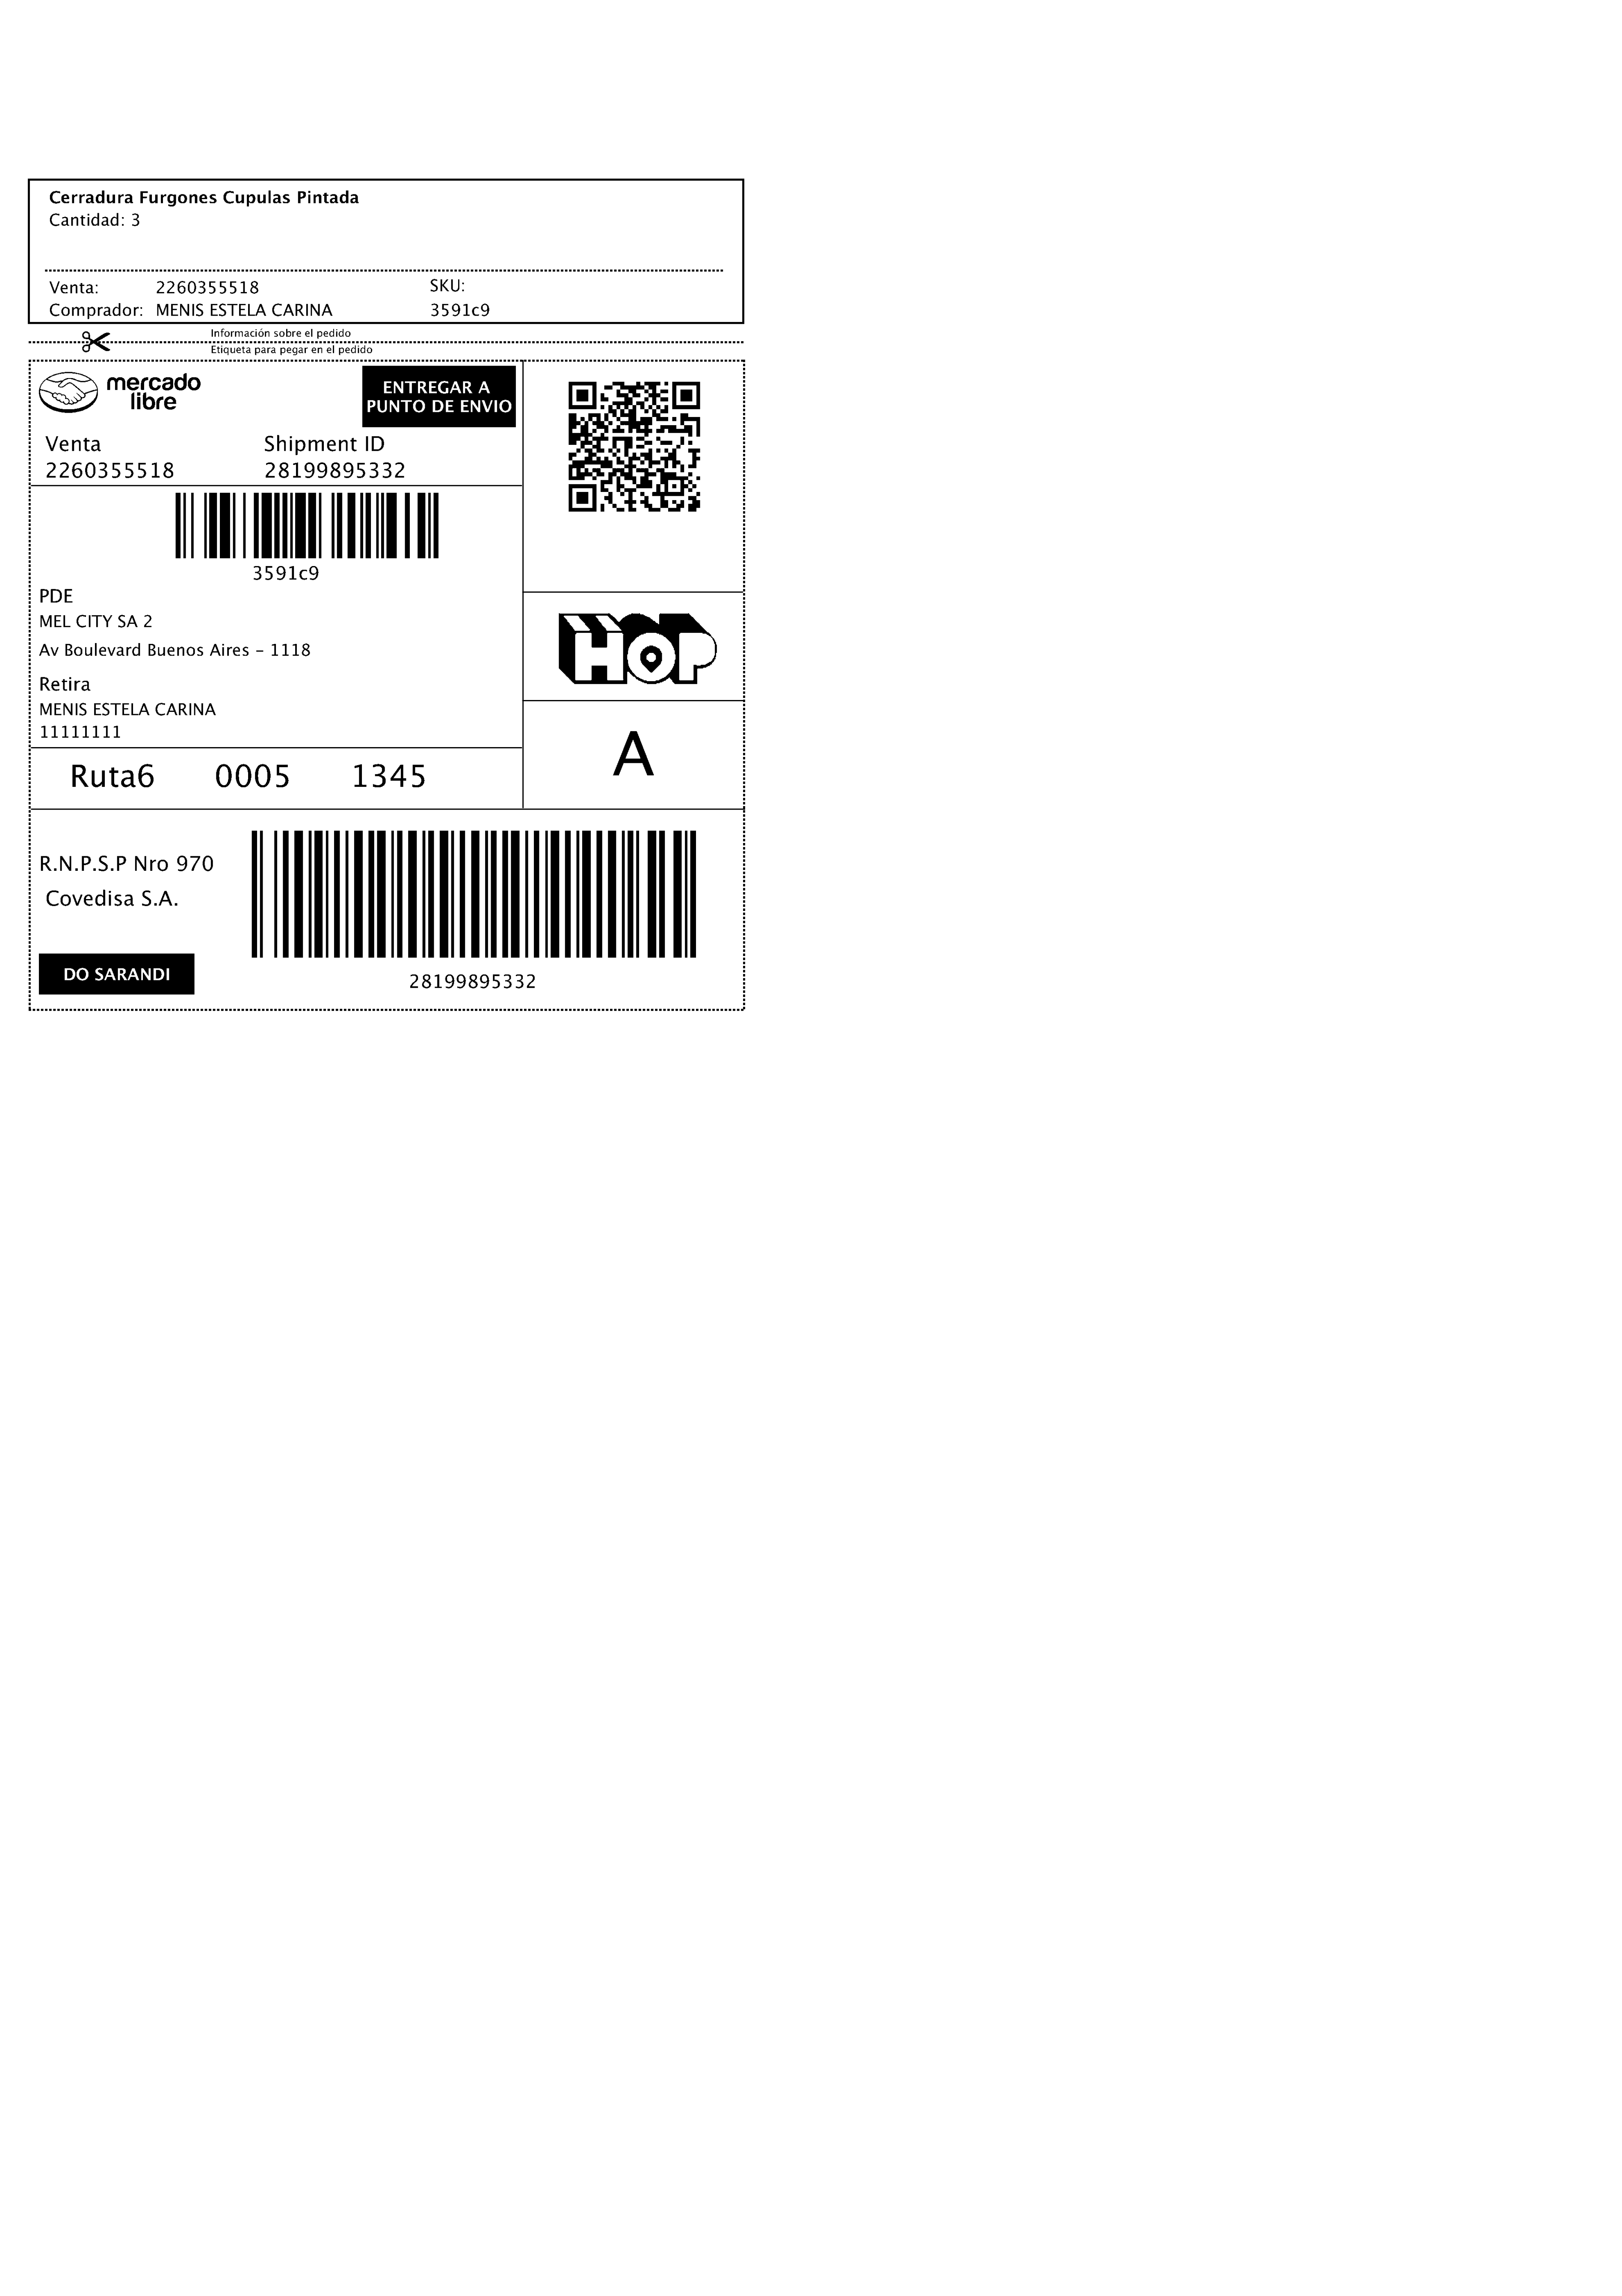 Cerradura Furgones Cupulas Pintada
Cantidad: 3
Venta: 2260355518 SKU:
Comprador: MENIS ESTELA CARINA 3591c9
Información sobre el pedido
Etiqueta para pegar en el pedido
mercado
libre
ENTREGAR A
PUNTO DE ENVIO
Venta Shipment ID
2260355518 28199895332
3591c9
PDE
MEL CITY SA 2
Av Boulevard Buenos Aires - 1118
Retira
MENIS ESTELA CARINA
11111111
HOP
A
Ruta6 0005 1345
R.N.P.S.P Nro 970
Covedisa S.A.
DO SARANDI
28199895332